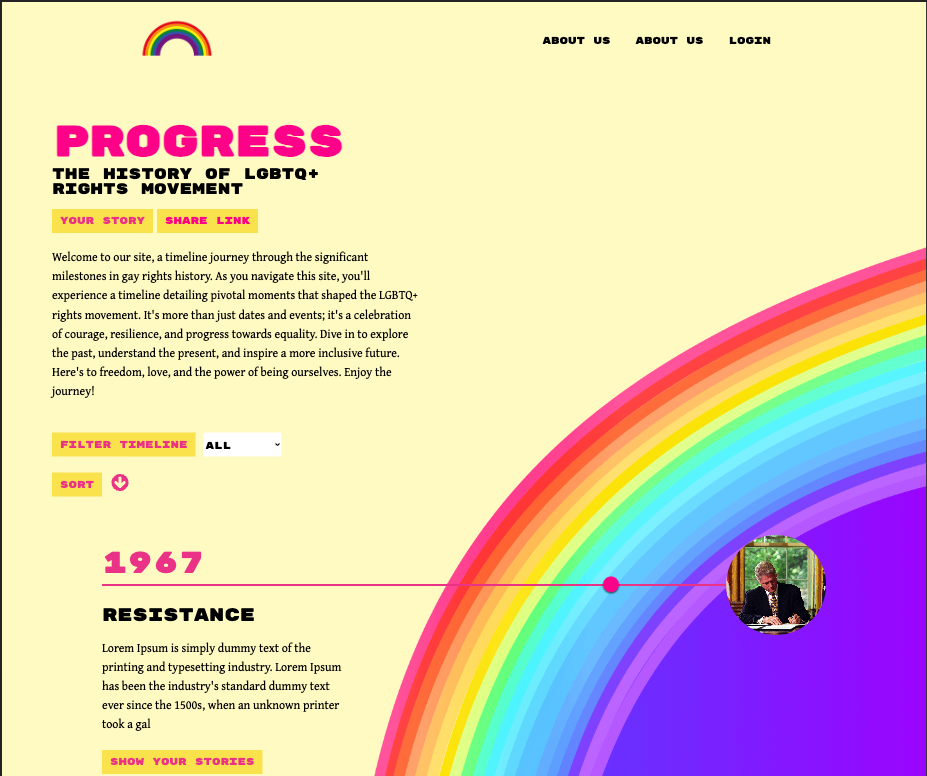 ABOUT US ABOUT US LOGIN
PROGRESS
THE HISTORY OF LGBTQ+
RIGHTS MOVEMENT
YOUR STORY SHARE LINK
Welcome to our site, a timeline journey through the significant
milestones in gay rights history. As you navigate this site, you'll
experience a timeline detailing pivotal moments that shaped the LGBTQ+
rights movement. It's more than just dates and events; it's a celebration
of courage, resilience, and progress towards equality. Dive in to explore
the past, understand the present, and inspire a more inclusive future.
Here's to freedom, love, and the power of being ourselves. Enjoy the
journey!
FILTER TIMELINE ALL
SORT
1967
RESISTANCE
Lorem Ipsum is simply dummy text of the
printing and typesetting industry. Lorem Ipsum
has been the industry's standard dummy text
ever since the 1500s, when an unknown printer
took a gal
SHOW YOUR STORIES